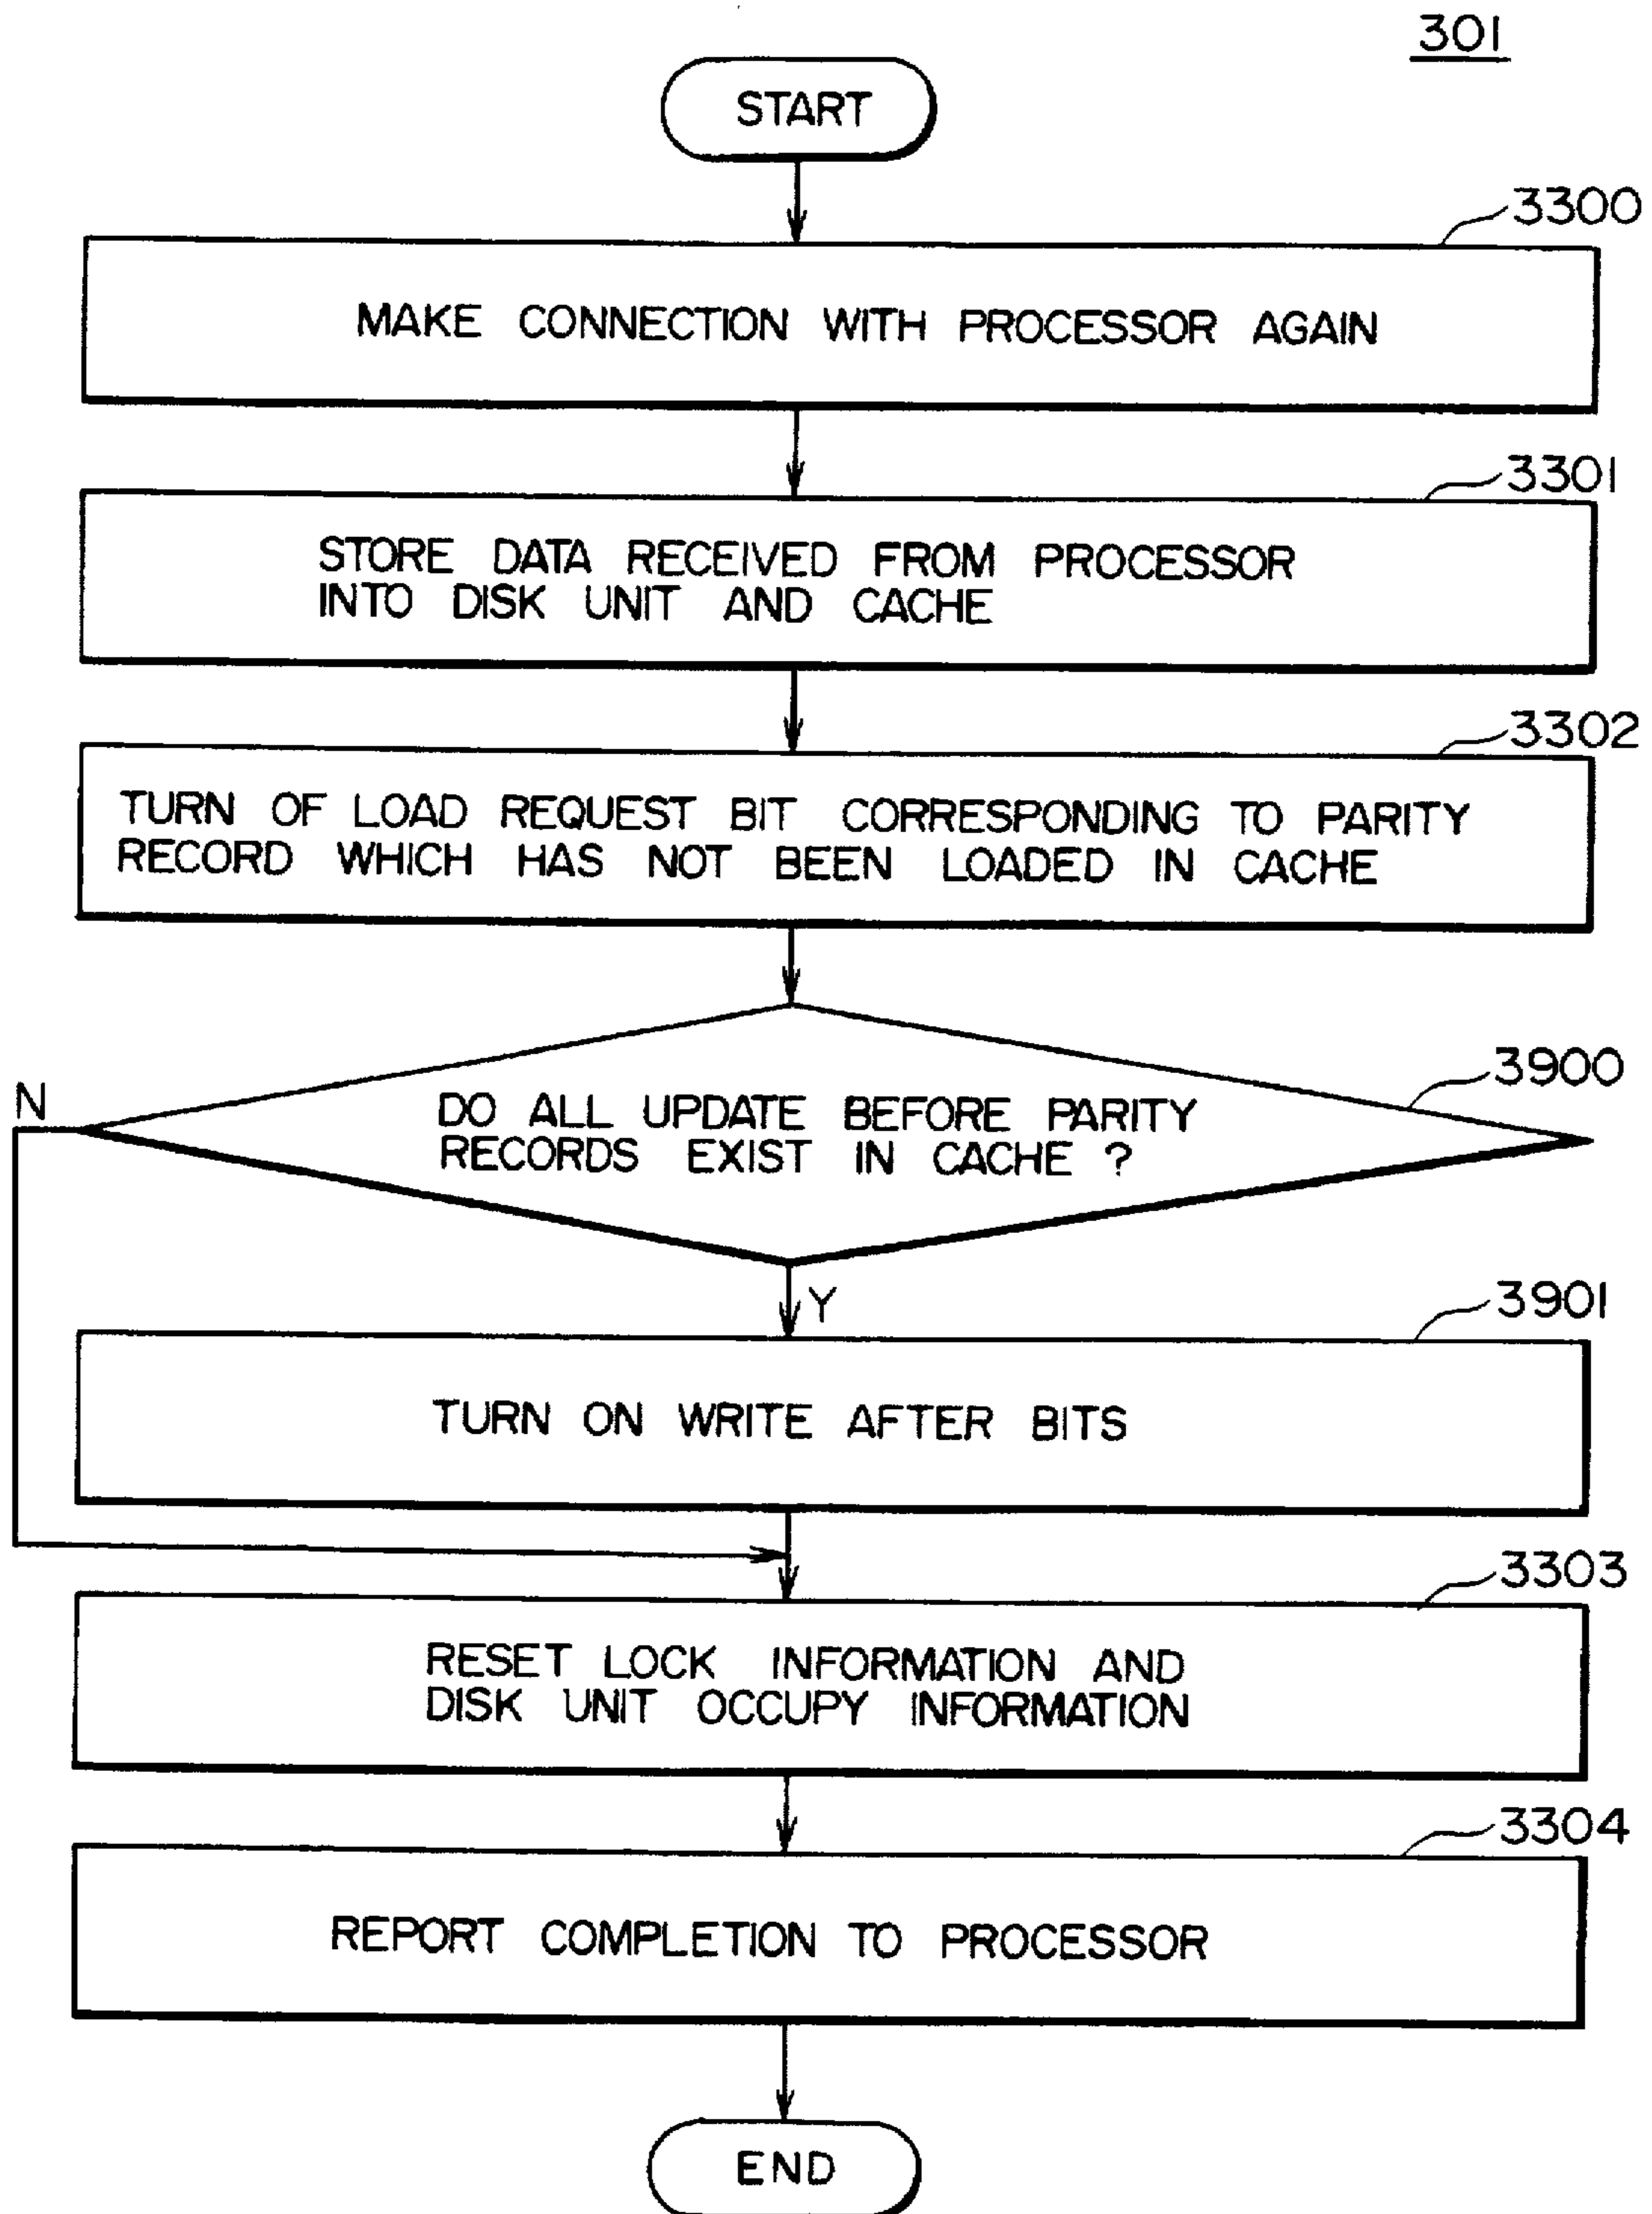 301
START
3300
MAKE CONNECTION WITH PROCESSOR AGAIN
3301
STORE DATA RECEIVED FROM PROCESSOR
INTO DISK UNIT AND CACHE
3302
TURN OF LOAD REQUEST BIT CORRESPONDING TO PARITY
RECORD WHICH HAS NOT BEEN LOADED IN CACHE
3900
N
DO ALL UPDATE BEFORE PARITY
RECORDS EXIST IN CACHE ?
Y
3901
TURN ON WRITE AFTER BITS
3303
RESET LOCK INFORMATION AND
DISK UNIT OCCUPY INFORMATION
3304
REPORT COMPLETION TO PROCESSOR
END